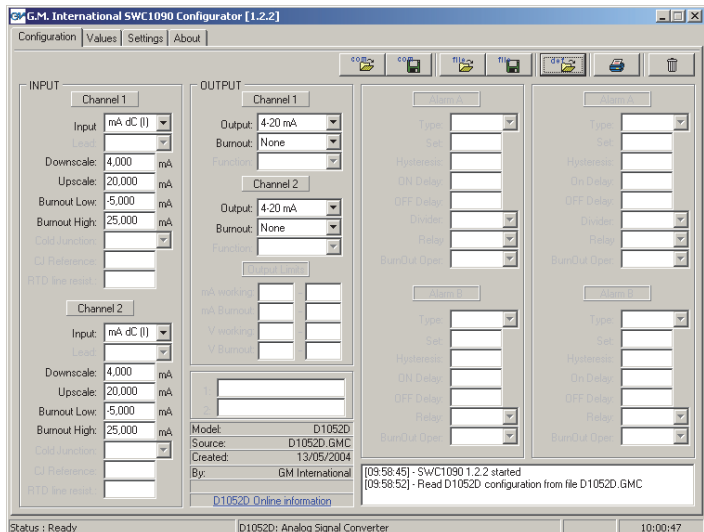 G.M. International SWC1090 Configurator [1.2.2]
Configuration Values Settings About
com com file file def
INPUT
Channel 1
Input mA dC (I)
Lead:
Downscale: 4,000 mA
Upscale: 20,000 mA
Burnout Low: -5,000 mA
Burnout High: 25,000 mA
Cold Junction:
CJ Reference:
RTD line resist.:
Channel 2
Input: mA dC (I)
Lead:
Downscale: 4,000 mA
Upscale: 20,000 mA
Burnout Low: -5,000 mA
Burnout High: 25,000 mA
Cold Junction:
CJ Reference:
RTD line resist.:
OUTPUT
Channel 1
Output: 4-20 mA
Burnout: None
Function:
Channel 2
Output: 4-20 mA
Burnout: None
Function:
Output Limits
mA working: -
mA Burnout: -
V working: -
V Burnout: -
1:
2:
Model: D1052D
Source: D1052D.GMC
Created: 13/05/2004
By: GM International
D1052D Online information
Alarm A
Type:
Set:
Hysteresis:
ON Delay:
OFF Delay:
Divider:
Relay:
BurnOut Oper:
Alarm B
Type:
Set:
Hysteresis:
ON Delay:
OFF Delay:
Relay:
BurnOut Oper:
Alarm A
Type:
Set:
Hysteresis:
On Delay:
OFF Delay:
Divider:
Relay:
BurnOut Oper:
Alarm B
Type:
Set:
Hysteresis:
On Delay:
OFF Delay:
Relay:
BurnOut Oper:
[09:58:45] - SWC1090 1.2.2 started
[09:58:52] - Read D1052D configuration from file D1052D.GMC
Status : Ready
D1052D: Analog Signal Converter
10:00:47